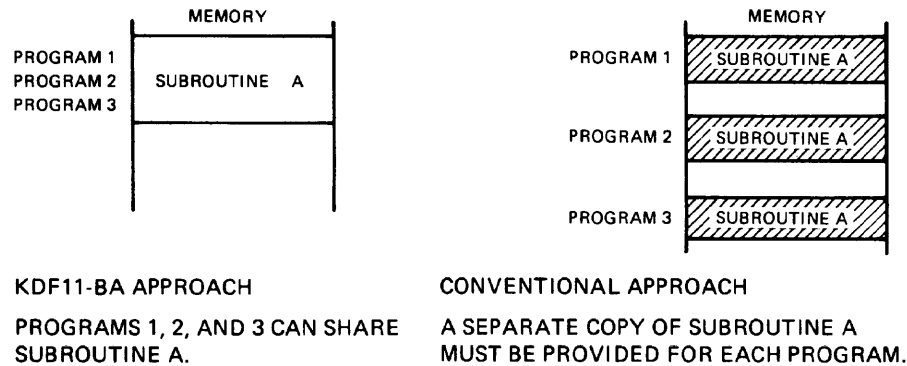 MEMORY
PROGRAM 1
PROGRAM 2
PROGRAM 3
SUBROUTINE A
KDF11-BA APPROACH
PROGRAMS 1, 2, AND 3 CAN SHARE
SUBROUTINE A.
MEMORY
PROGRAM 1
SUBROUTINE A
PROGRAM 2
SUBROUTINE A
PROGRAM 3
SUBROUTINE A
CONVENTIONAL APPROACH
A SEPARATE COPY OF SUBROUTINE A
MUST BE PROVIDED FOR EACH PROGRAM.